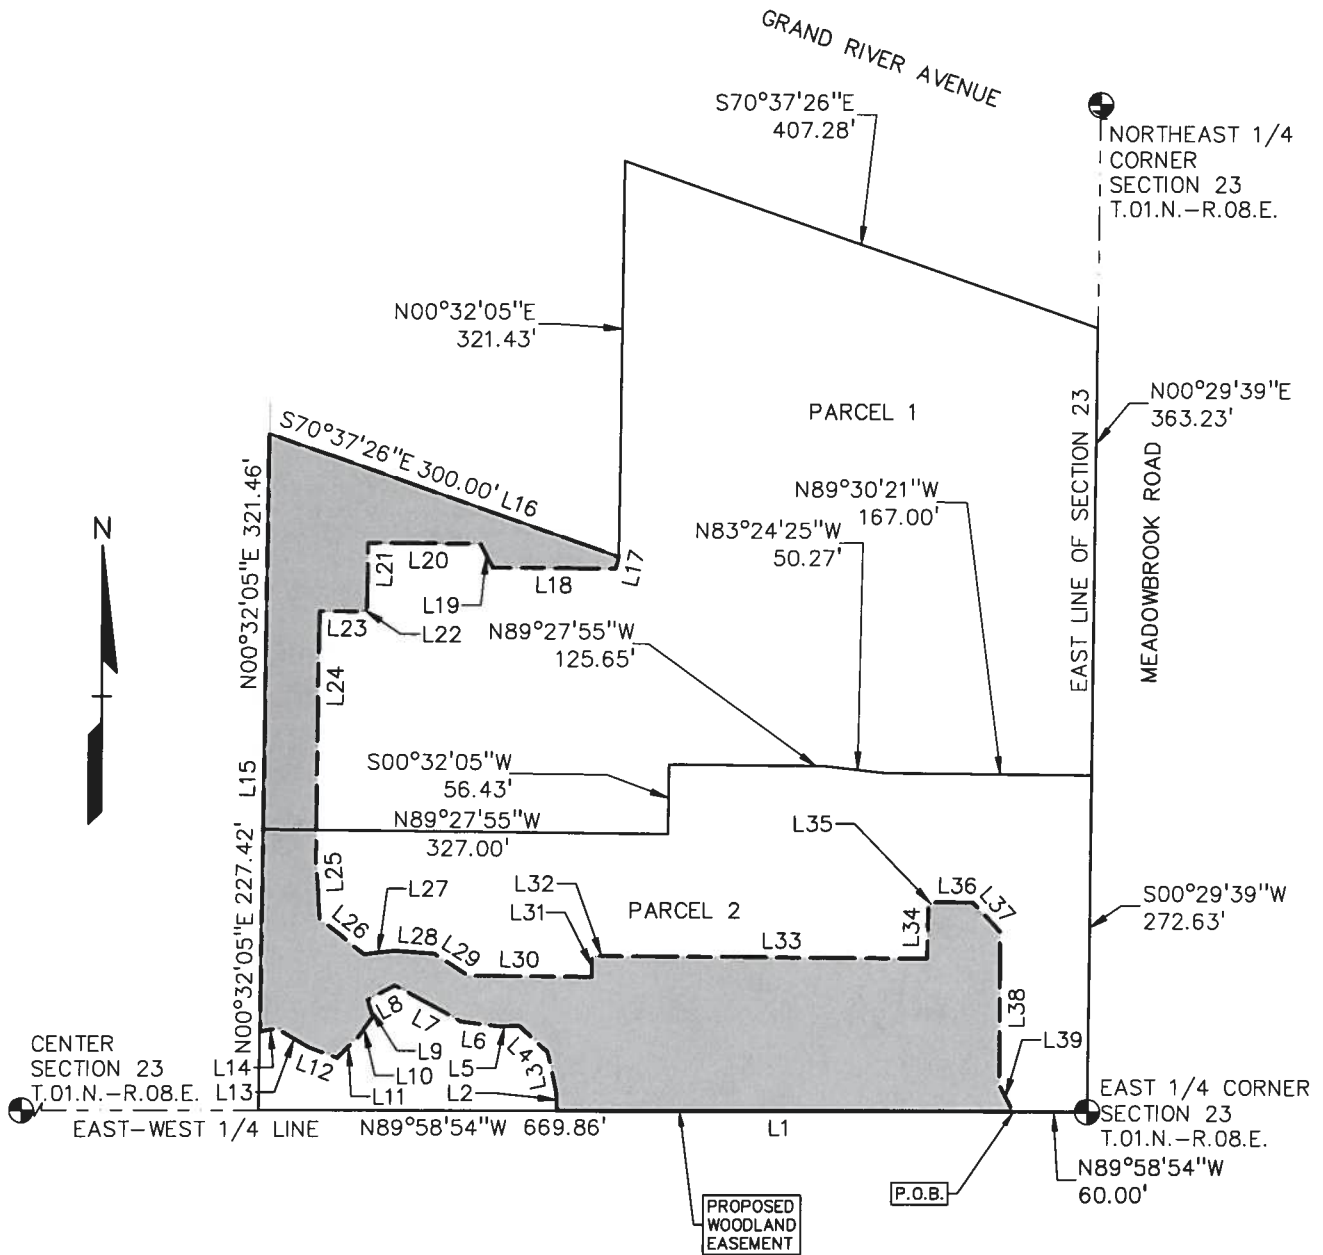 GRAND RIVER AVENUE
S70°37'26"E
407.28'
NORTHEAST 1/4
CORNER
SECTION 23
T.01.N.-R.08.E.
N00°32'05"E
321.43'
PARCEL 1
N00°29'39"E
363.23'
EAST LINE OF SECTION 23
MEADOWBROOK ROAD
S70°37'26"E 300.00' L16
N89°30'21"W
167.00'
N83°24'25"W
50.27'
N00°32'05"E 321.46'
N
L20
L21
L18
L17
L19
L23
L22
N89°27'55"W
125.65'
L24
L15
S00°32'05"W
56.43'
N89°27'55"W
327.00'
L35
N00°32'05"E 227.42'
L25
L27
L32
L31
PARCEL 2
L36
L37
S00°29'39"W
272.63'
L26
L28
L29
L30
L33
L34
L8
L7
L6
L9
L5
L4
L3
L38
L39
CENTER
SECTION 23
T.01.N.-R.08.E.
L14
L13
L12
L10
L11
L2
EAST 1/4 CORNER
SECTION 23
T.01.N.-R.08.E.
EAST-WEST 1/4 LINE
N89°58'54"W 669.86'
L1
N89°58'54"W
60.00'
P.O.B.
PROPOSED
WOODLAND
EASEMENT